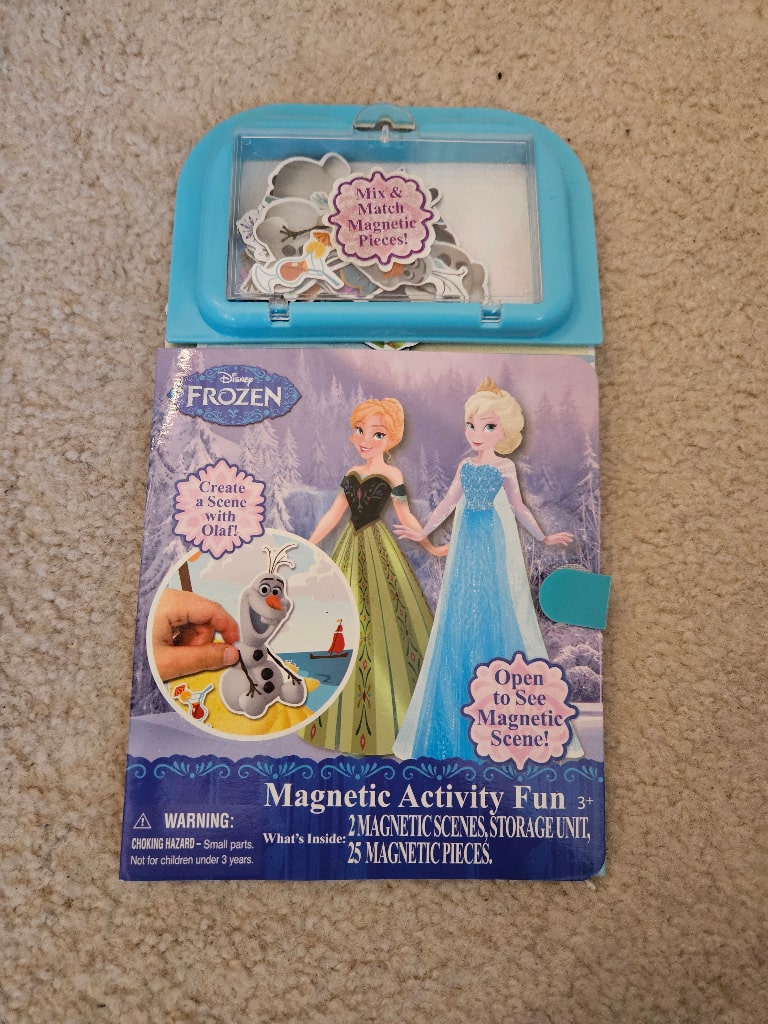 Mix &
Match
Magnetic
Pieces!
Disney
FROZEN
Create
a Scene
with
Olaf!
Open
to See
Magnetic
Scene!
Magnetic Activity Fun 3+
What's Inside: 2 MAGNETIC SCENES, STORAGE UNIT,
25 MAGNETIC PIECES.
WARNING:
CHOKING HAZARD – Small parts.
Not for children under 3 years.